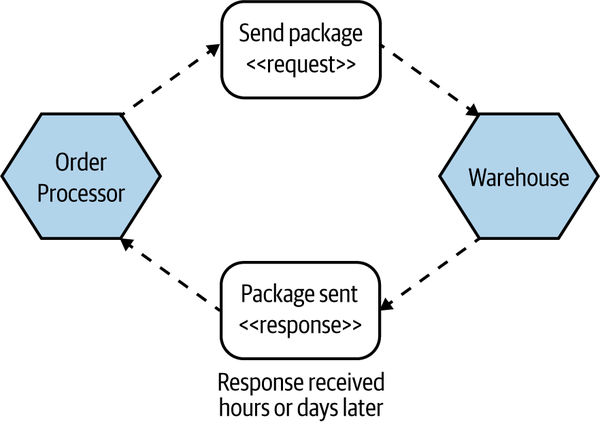 Send package
<<request>>
Order
Processor
Warehouse
Package sent
<<response>>
Response received
hours or days later